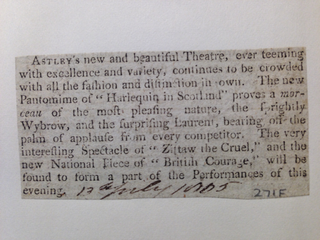 ASTLEY's new and beautiful Theatre, ever teeming
with excellence and variety, continues to be crowded
with all the fashion and distinction in town. The new
Pantomime of "Harlequin in Scotland" proves a mor-
ceau of the most pleasing nature, the sprightly
Wybrow, and the surprising Laurent, bearing off the
palm of applause from every competitor. The very
interesting Spectacle of "Zittaw the Cruel," and the
new National Piece of "British Courage," will be
found to form a part of the Performances of this
evening. July 1805
271F